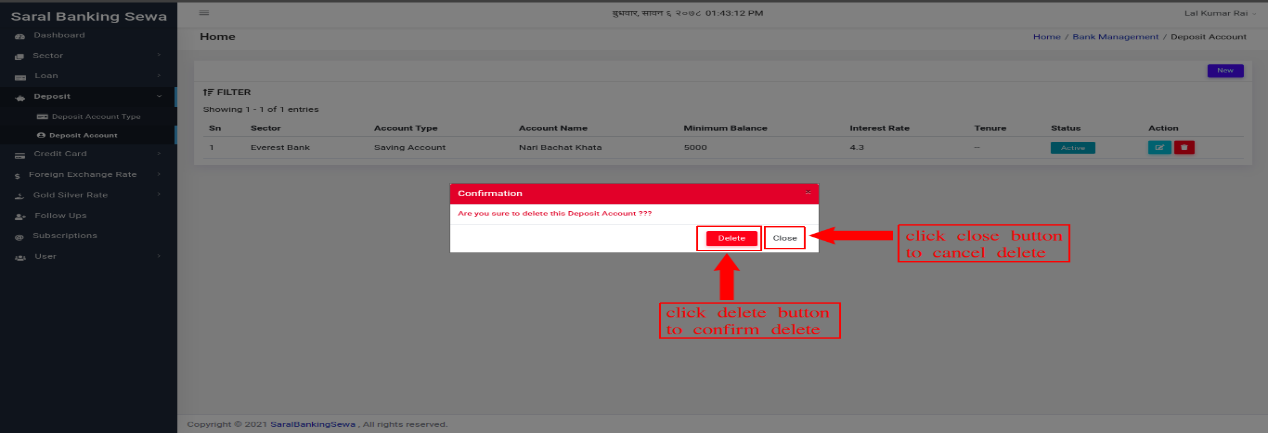 Saral Banking Sewa
बुधवार, सावन ६ २०७८ 01:43:12 PM
Lal Kumar Rai
Dashboard
Sector
Loan
Deposit
Deposit Account Type
Deposit Account
Credit Card
Foreign Exchange Rate
Gold Silver Rate
Follow Ups
Subscriptions
User
Home
Home / Bank Management / Deposit Account
New
FILTER
Showing 1 - 1 of 1 entries
Sn Sector Account Type Account Name Minimum Balance Interest Rate Tenure Status Action
1 Everest Bank Saving Account Nari Bachat Khata 5000 4.3 -- Active
Confirmation
Are you sure to delete this Deposit Account ???
Delete Close
click close button
to cancel delete
click delete button
to confirm delete
Copyright © 2021 SaralBankingSewa , All rights reserved.